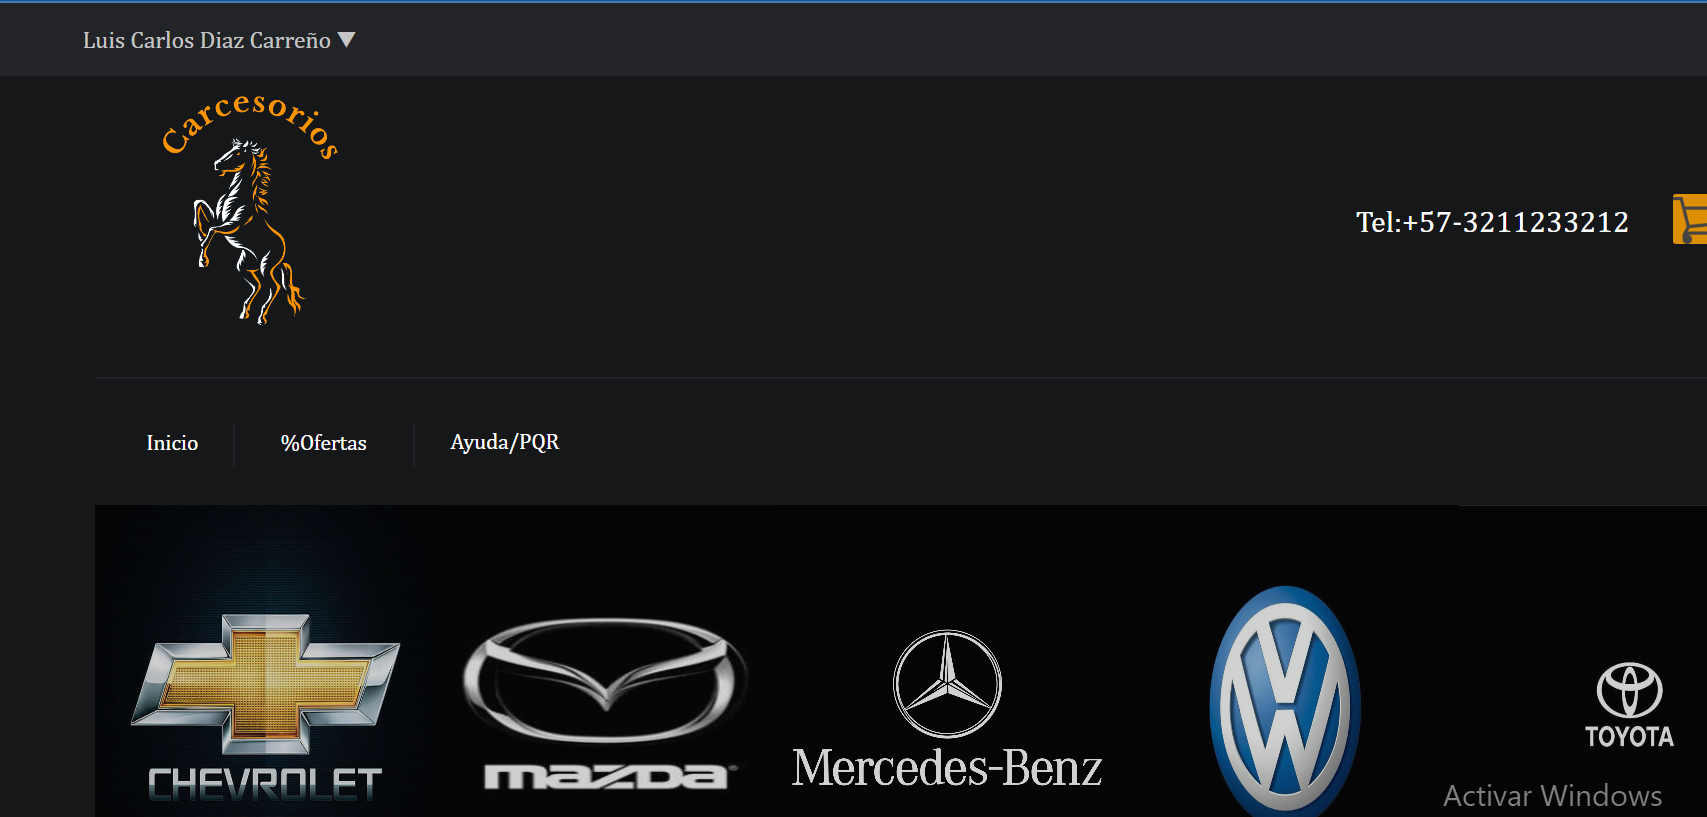 Luis Carlos Diaz Carreño ▼
Carcesorios
Tel:+57-3211233212
Inicio
%Ofertas
Ayuda/PQR
CHEVROLET
mazda
Mercedes-Benz
VW
TOYOTA
Activar Windows